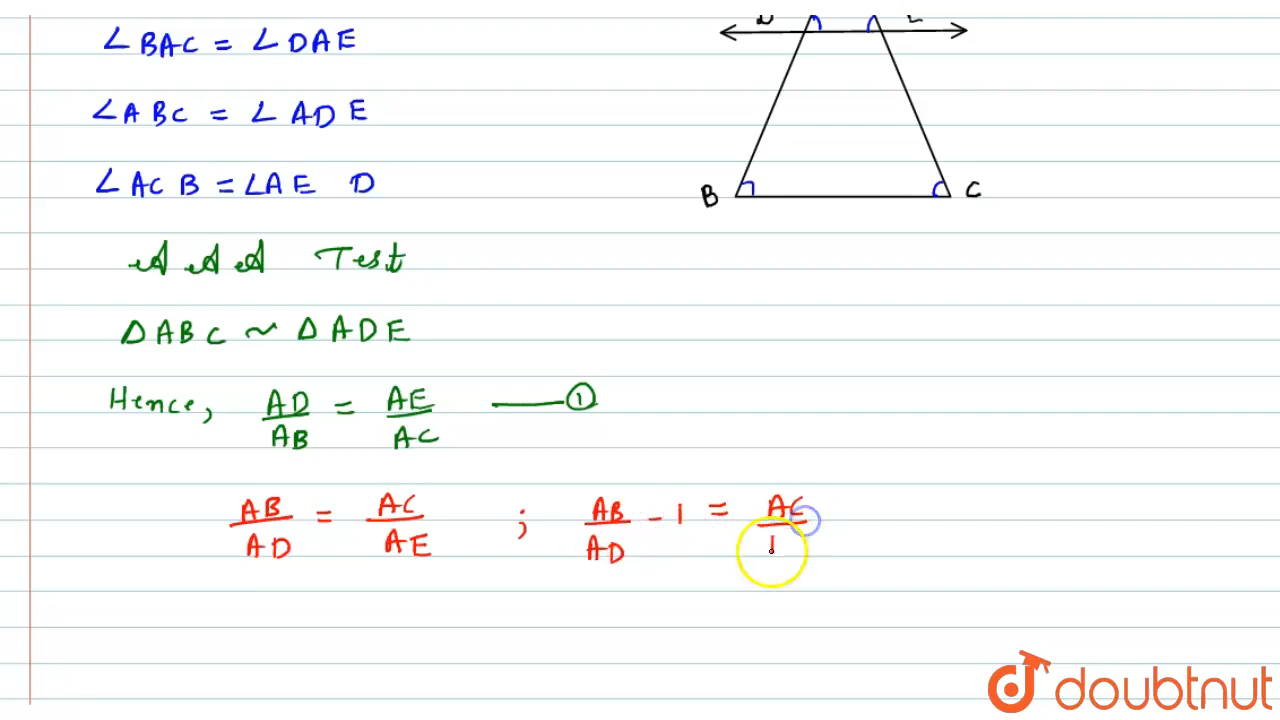 ∠BAC = ∠DAE
∠ABC = ∠ADE
∠ACB = ∠AED
B C
AAA Test
ΔABC ~ ΔADE
Hence, AD/AB = AE/AC —— ①
AB/AD = AC/AE ; AB/AD - 1 = AC/
doubtnut